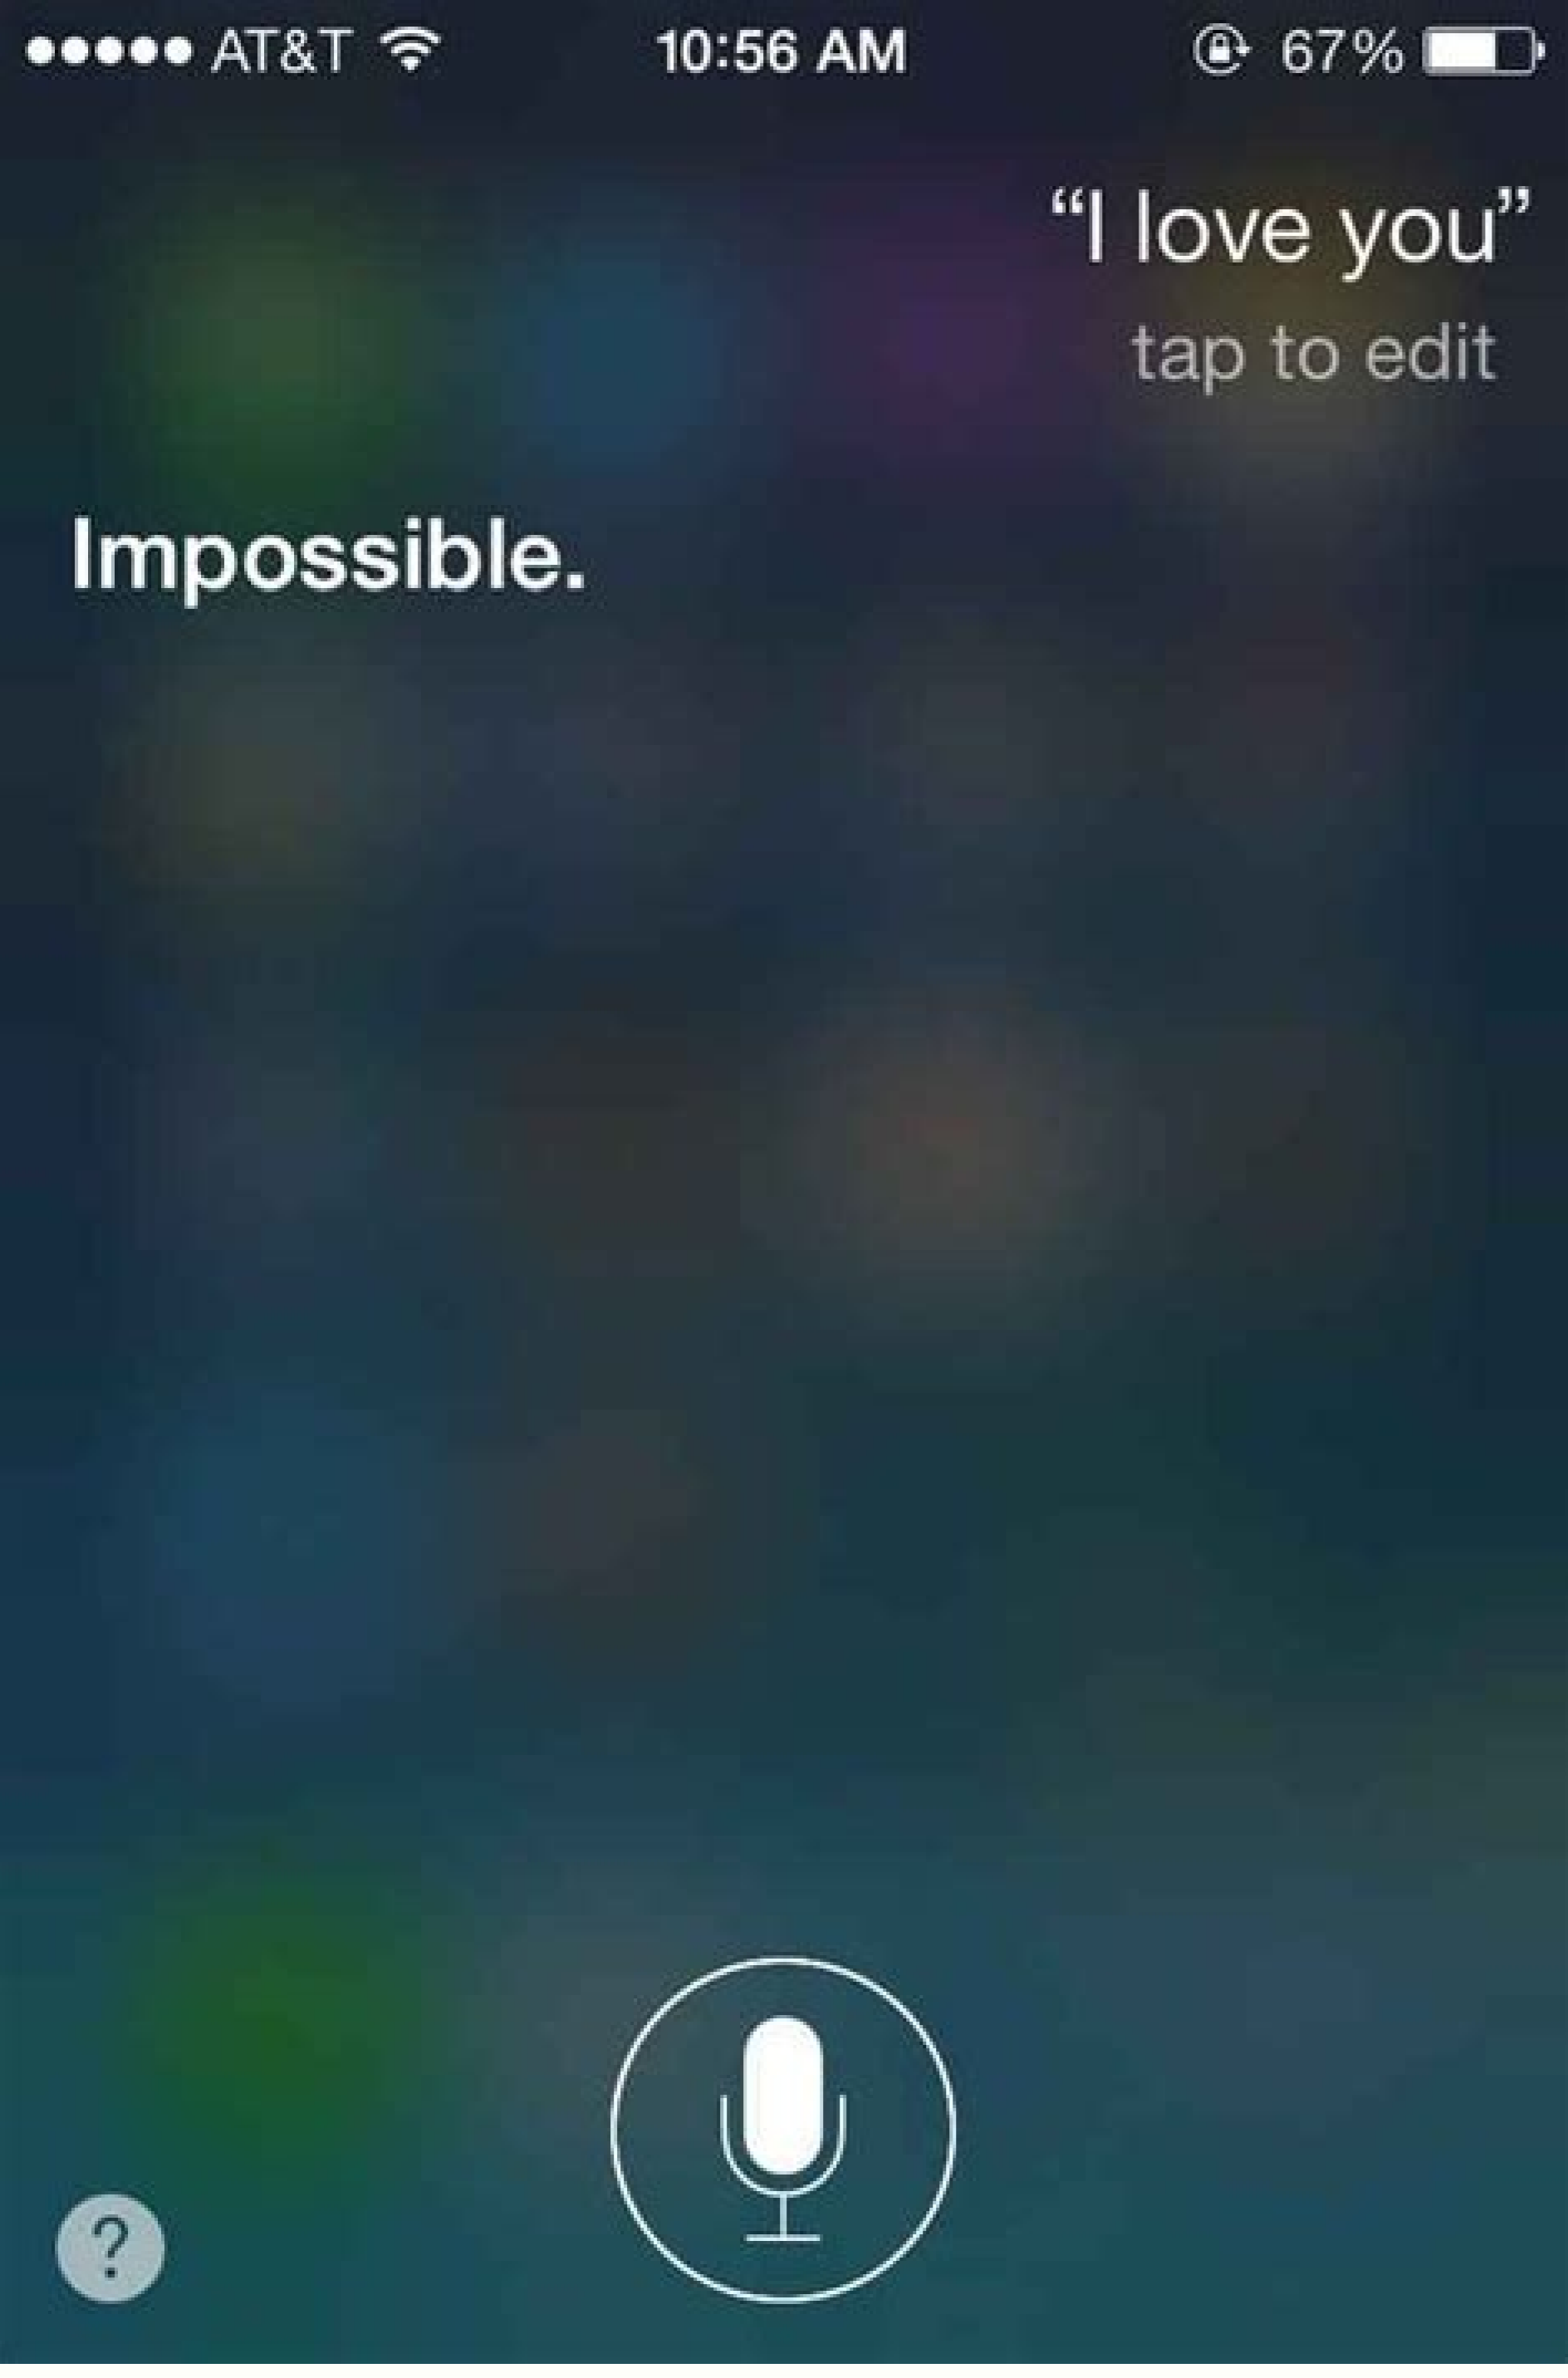 AT&T 10:56 AM 67%
“I love you”
tap to edit
Impossible.
?